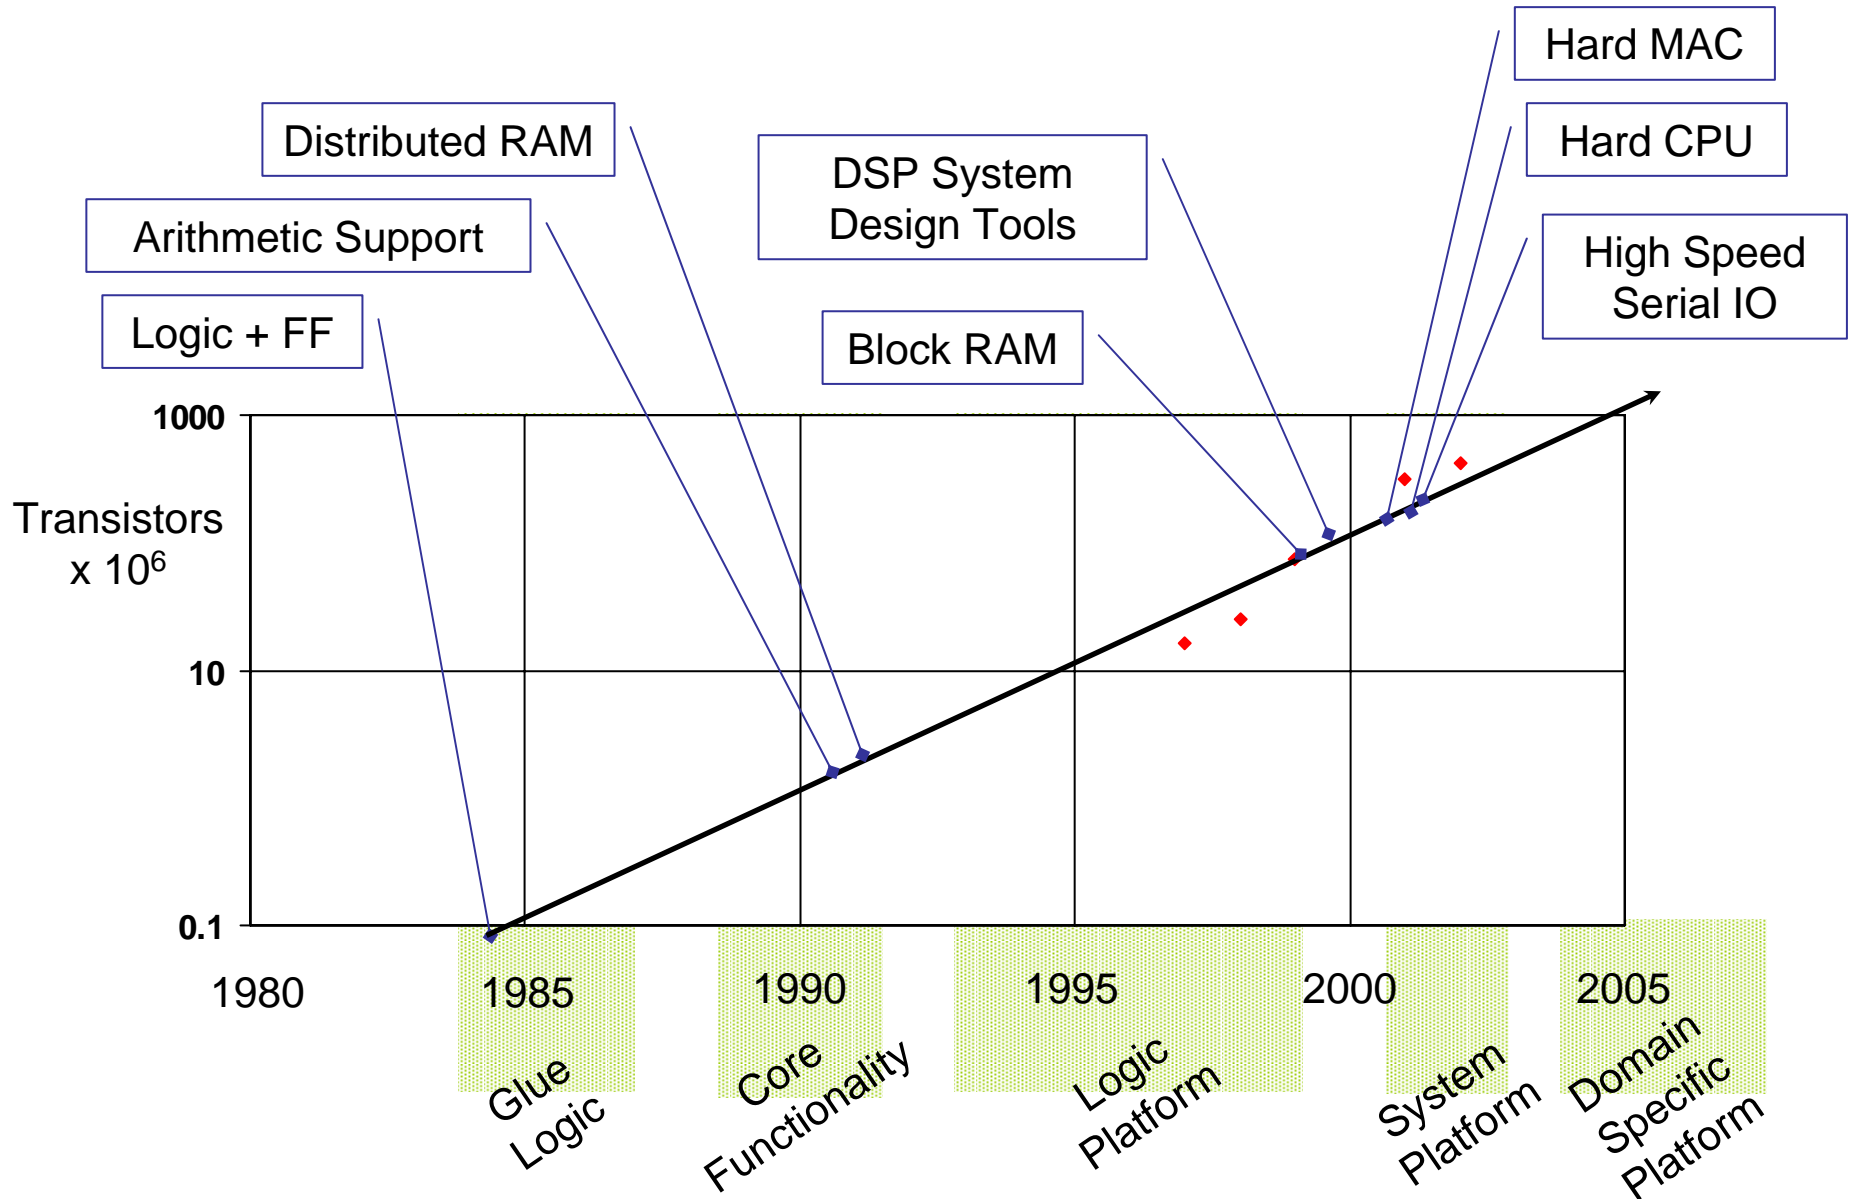 Hard MAC
Distributed RAM
Hard CPU
DSP System
Design Tools
Arithmetic Support
High Speed
Serial IO
Logic + FF
Block RAM
1000
Transistors
x 10⁶
10
0.1
1980
1985
1990
1995
2000
2005
Glue
Logic
Core
Functionality
Logic
Platform
System
Platform
Domain
Specific
Platform